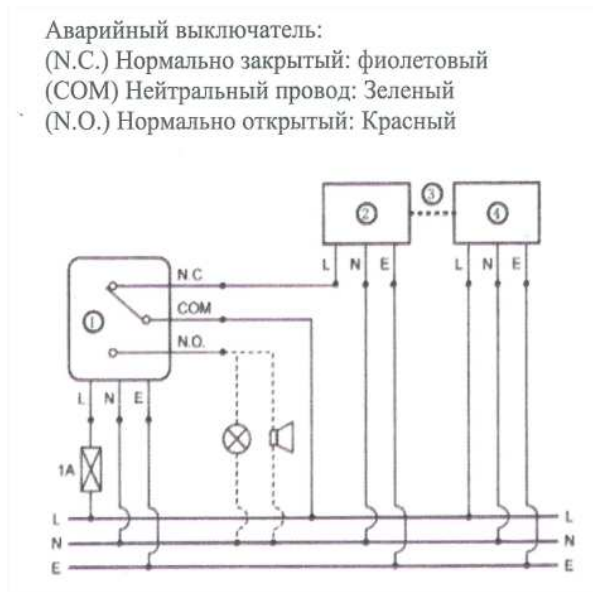 Аварийный выключатель:
(N.C.) Нормально закрытый: фиолетовый
(COM) Нейтральный провод: Зеленый
(N.O.) Нормально открытый: Красный
② ③ ④
L N E L N E
N.C
COM
①
N.O.
L N E
1A
L L
N N
E E